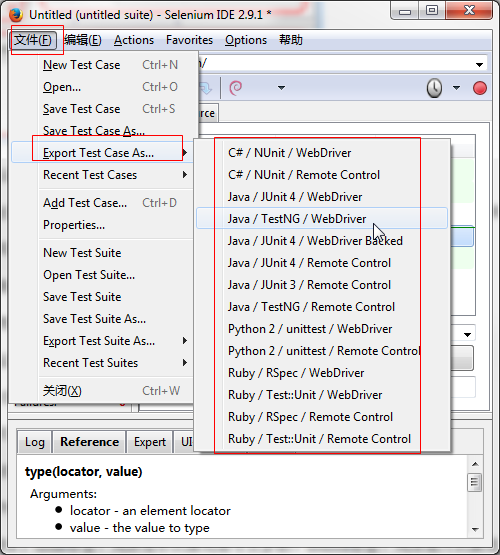 Untitled (untitled suite) - Selenium IDE 2.9.1 *
文件(F) 编辑(E) Actions Favorites Options 帮助
New Test Case Ctrl+N
Open... Ctrl+O
Save Test Case Ctrl+S
Save Test Case As...
Export Test Case As...
Recent Test Cases
Add Test Case... Ctrl+D
Properties...
New Test Suite
Open Test Suite...
Save Test Suite
Save Test Suite As...
Export Test Suite As...
Recent Test Suites
关闭(X) Ctrl+W
C# / NUnit / WebDriver
C# / NUnit / Remote Control
Java / JUnit 4 / WebDriver
Java / TestNG / WebDriver
Java / JUnit 4 / WebDriver Backed
Java / JUnit 4 / Remote Control
Java / JUnit 3 / Remote Control
Java / TestNG / Remote Control
Python 2 / unittest / WebDriver
Python 2 / unittest / Remote Control
Ruby / RSpec / WebDriver
Ruby / Test::Unit / WebDriver
Ruby / RSpec / Remote Control
Ruby / Test::Unit / Remote Control
Log Reference Expert UI
type(locator, value)
Arguments:
locator - an element locator
value - the value to type